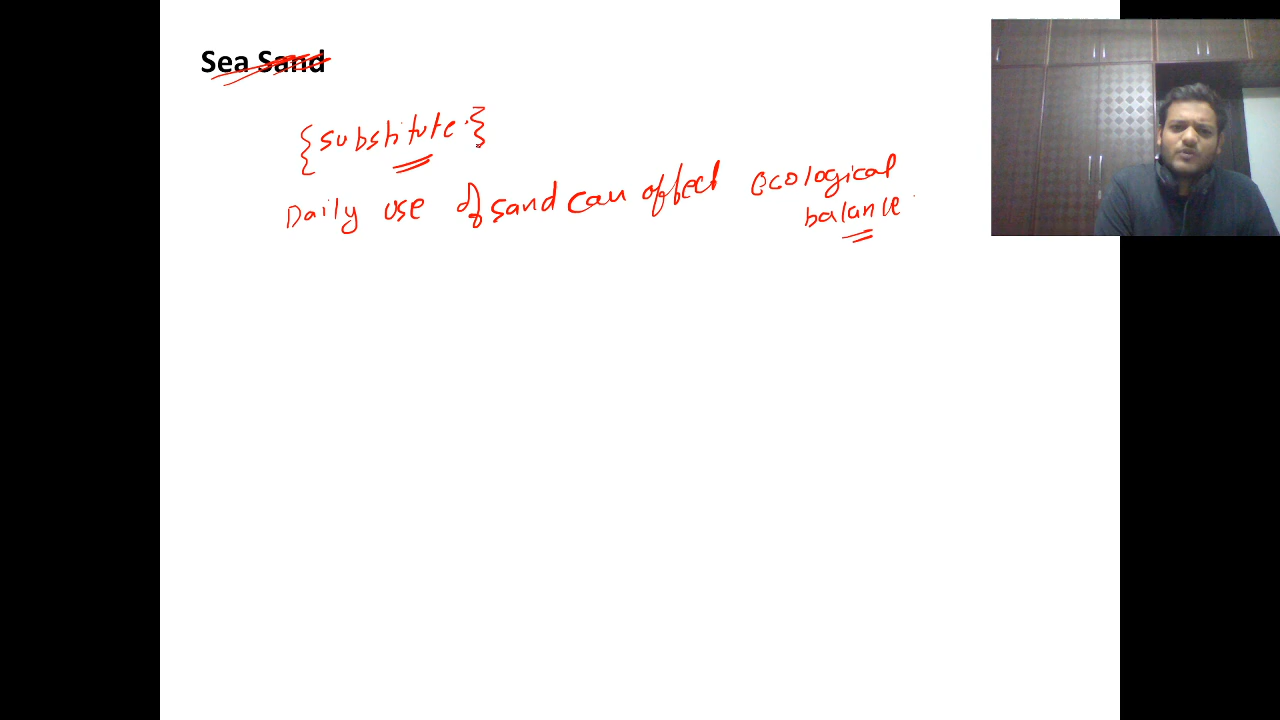 Sea Sand
{substitute.}
Daily use of sand can affect ecological
balance